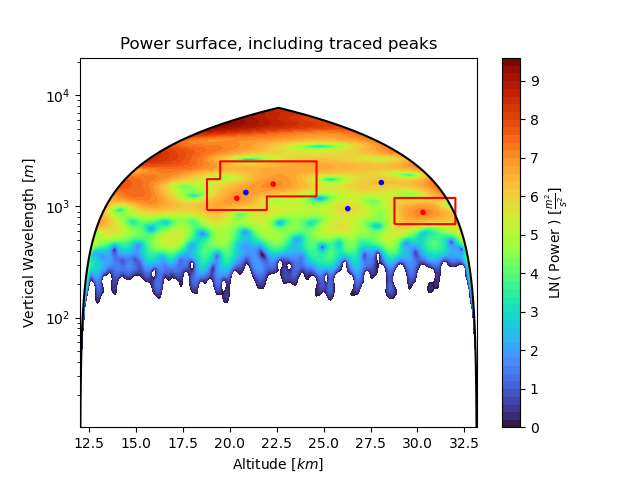 Power surface, including traced peaks
Vertical Wavelength [m]
10^4
10^3
10^2
12.5 15.0 17.5 20.0 22.5 25.0 27.5 30.0 32.5
Altitude [km]
9
8
7
6
5
4
3
2
1
0
LN( Power ) [m^2/s^2]